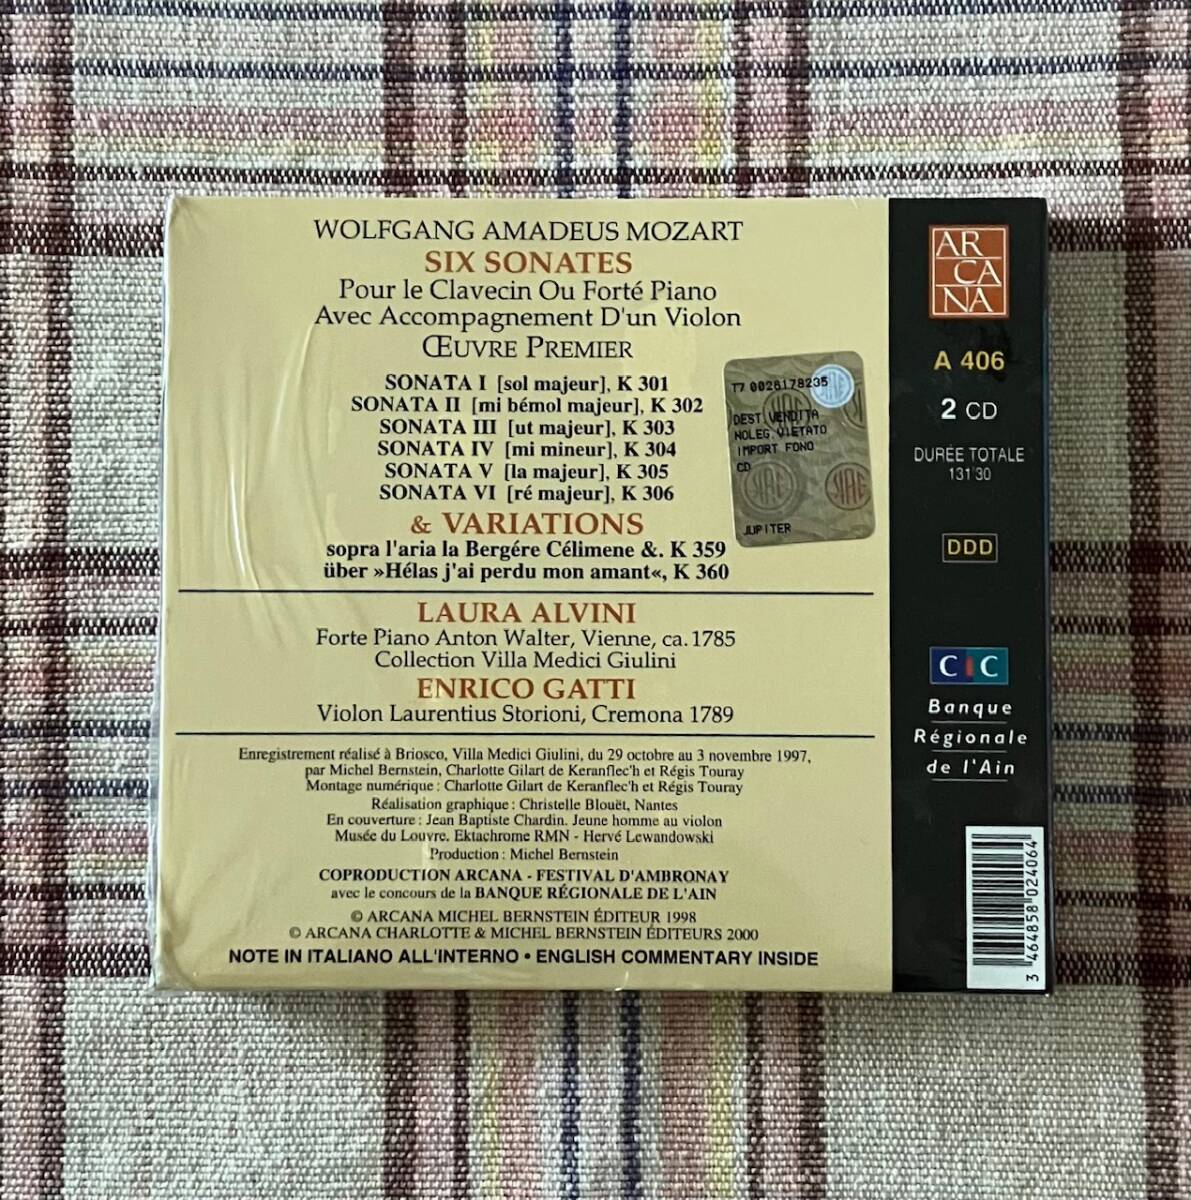 WOLFGANG AMADEUS MOZART
SIX SONATES
Pour le Clavecin Ou Forté Piano
Avec Accompagnement D'un Violon
ŒUVRE PREMIER
SONATA I [sol majeur], K 301
SONATA II [mi bémol majeur], K 302
SONATA III [ut majeur], K 303
SONATA IV [mi mineur], K 304
SONATA V [la majeur], K 305
SONATA VI [ré majeur], K 306
& VARIATIONS
sopra l'aria la Bergére Célimene &. K 359
über »Hélas j'ai perdu mon amant«, K 360
LAURA ALVINI
Forte Piano Anton Walter, Vienne, ca. 1785
Collection Villa Medici Giulini
ENRICO GATTI
Violon Laurentius Storioni, Cremona 1789
Enregistrement réalisé à Briosco, Villa Medici Giulini, du 29 octobre au 3 novembre 1997,
par Michel Bernstein, Charlotte Gilart de Keranflec'h et Régis Touray
Montage numérique : Charlotte Gilart de Keranflec'h et Régis Touray
Réalisation graphique : Christelle Blouët, Nantes
En couverture : Jean Baptiste Chardin. Jeune homme au violon
Musée du Louvre. Ektachrome RMN - Hervé Lewandowski
Production : Michel Bernstein
COPRODUCTION ARCANA - FESTIVAL D'AMBRONAY
avec le concours de la BANQUE RÉGIONALE DE L'AIN
© ARCANA MICHEL BERNSTEIN ÉDITEUR 1998
© ARCANA CHARLOTTE & MICHEL BERNSTEIN ÉDITEURS 2000
NOTE IN ITALIANO ALL'INTERNO • ENGLISH COMMENTARY INSIDE
T7 0026178235
DEST.VENDITA
NOLEG.VIETATO
IMPORT FONO
CD
SIAE
SIAE
JUPITER
AR
CA
NA
A 406
2 CD
DURÉE TOTALE
131'30
DDD
CIC
Banque
Régionale
de l'Ain
3 464858 024064